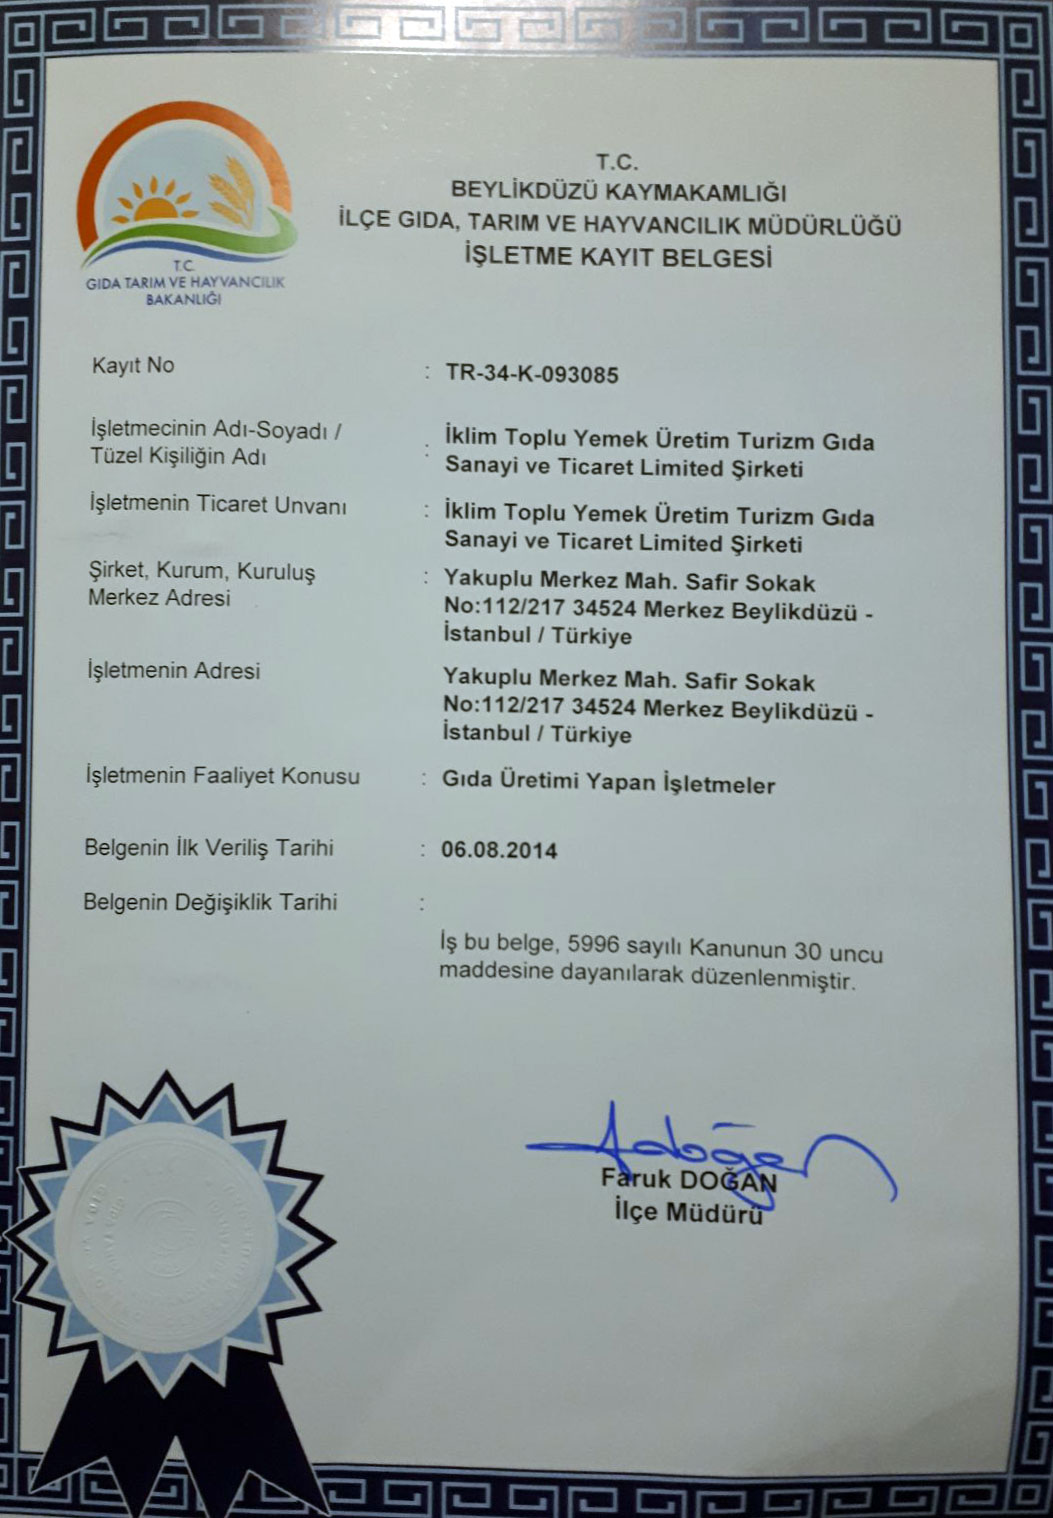 T.C.
GIDA TARIM VE HAYVANCILIK
BAKANLIĞI
T.C.
BEYLİKDÜZÜ KAYMAKAMLIĞI
İLÇE GIDA, TARIM VE HAYVANCILIK MÜDÜRLÜĞÜ
İŞLETME KAYIT BELGESİ
Kayıt No : TR-34-K-093085
İşletmecinin Adı-Soyadı /
Tüzel Kişiliğin Adı
: İklim Toplu Yemek Üretim Turizm Gıda
Sanayi ve Ticaret Limited Şirketi
İşletmenin Ticaret Unvanı : İklim Toplu Yemek Üretim Turizm Gıda
Sanayi ve Ticaret Limited Şirketi
Şirket, Kurum, Kuruluş
Merkez Adresi
: Yakuplu Merkez Mah. Safir Sokak
No:112/217 34524 Merkez Beylikdüzü -
İstanbul / Türkiye
İşletmenin Adresi Yakuplu Merkez Mah. Safir Sokak
No:112/217 34524 Merkez Beylikdüzü -
İstanbul / Türkiye
İşletmenin Faaliyet Konusu : Gıda Üretimi Yapan İşletmeler
Belgenin İlk Veriliş Tarihi : 06.08.2014
Belgenin Değişiklik Tarihi :
İş bu belge, 5996 sayılı Kanunun 30 uncu
maddesine dayanılarak düzenlenmiştir.
Faruk DOĞAN
İlçe Müdürü